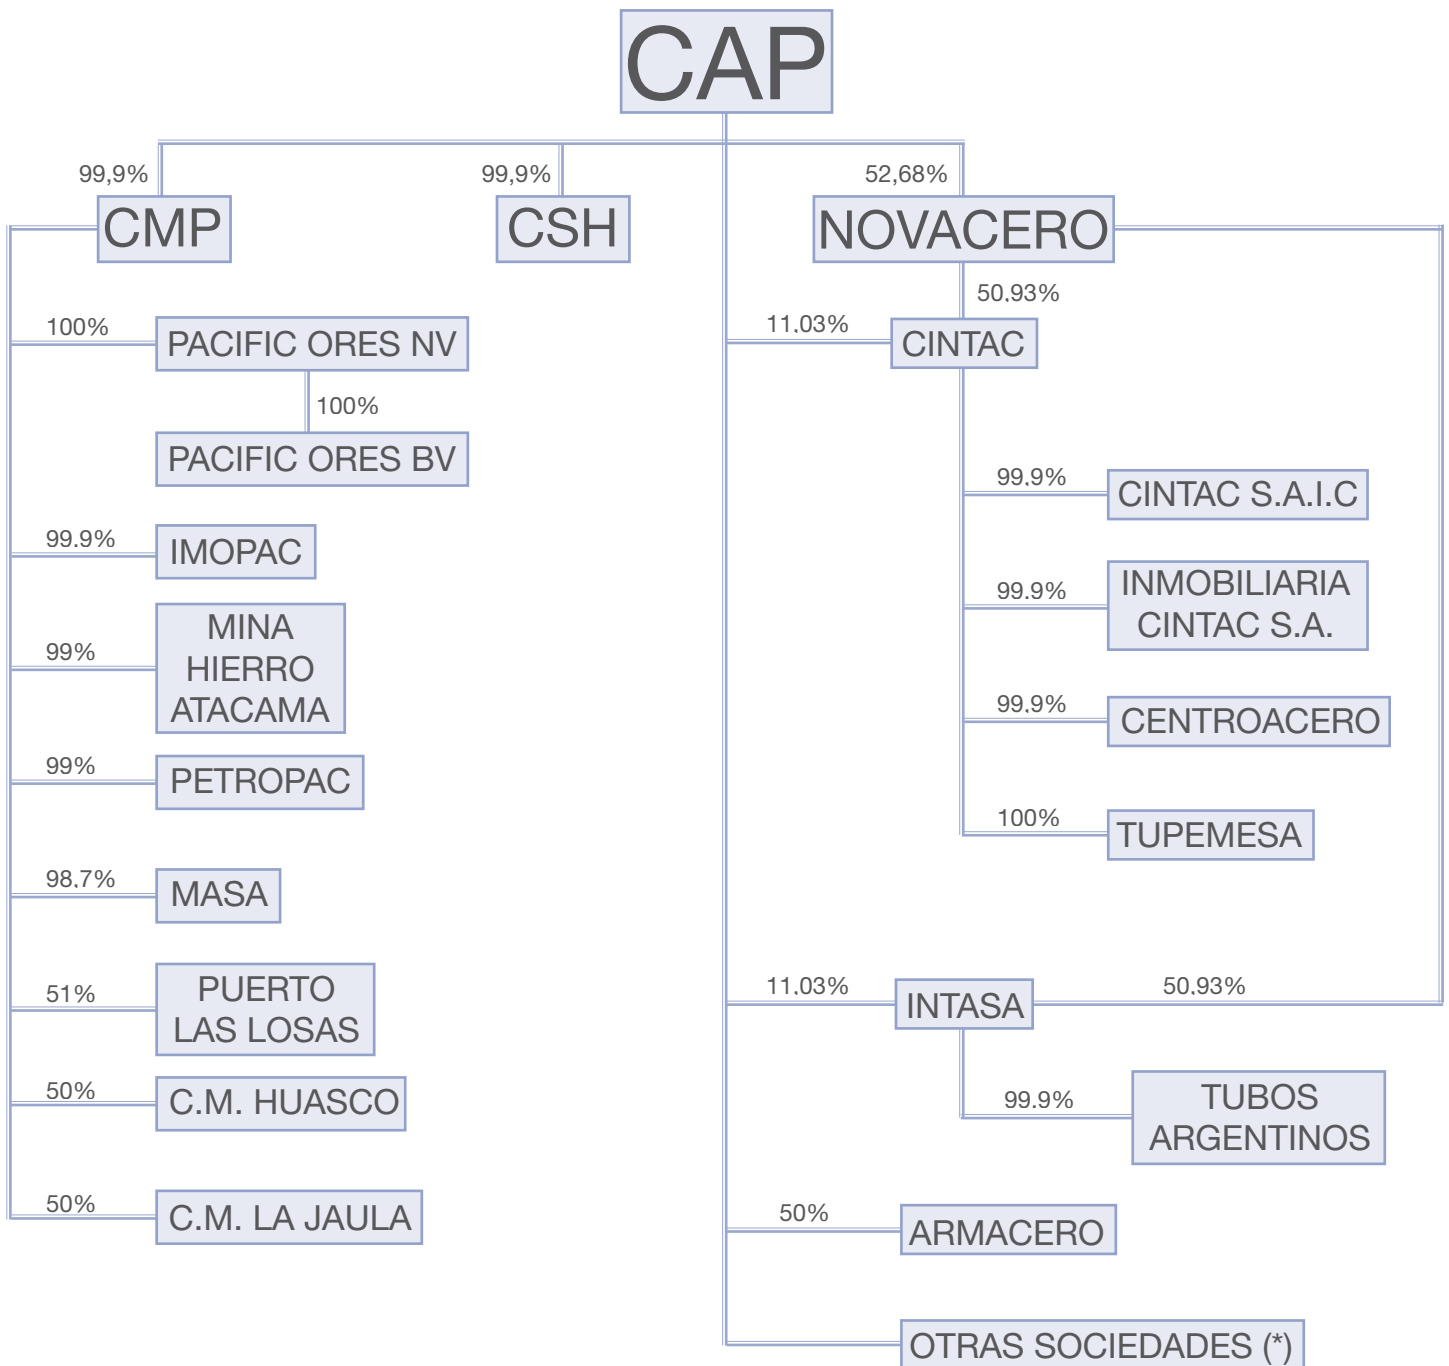 CAP
99,9%
CMP
99,9%
CSH
52,68%
NOVACERO
100%
PACIFIC ORES NV
100%
PACIFIC ORES BV
99.9%
IMOPAC
99%
MINA
HIERRO
ATACAMA
99%
PETROPAC
98,7%
MASA
51%
PUERTO
LAS LOSAS
50%
C.M. HUASCO
50%
C.M. LA JAULA
50,93%
11,03%
CINTAC
99,9%
CINTAC S.A.I.C
99.9%
INMOBILIARIA
CINTAC S.A.
99,9%
CENTROACERO
100%
TUPEMESA
11,03%
INTASA
50,93%
99.9%
TUBOS
ARGENTINOS
50%
ARMACERO
OTRAS SOCIEDADES (*)